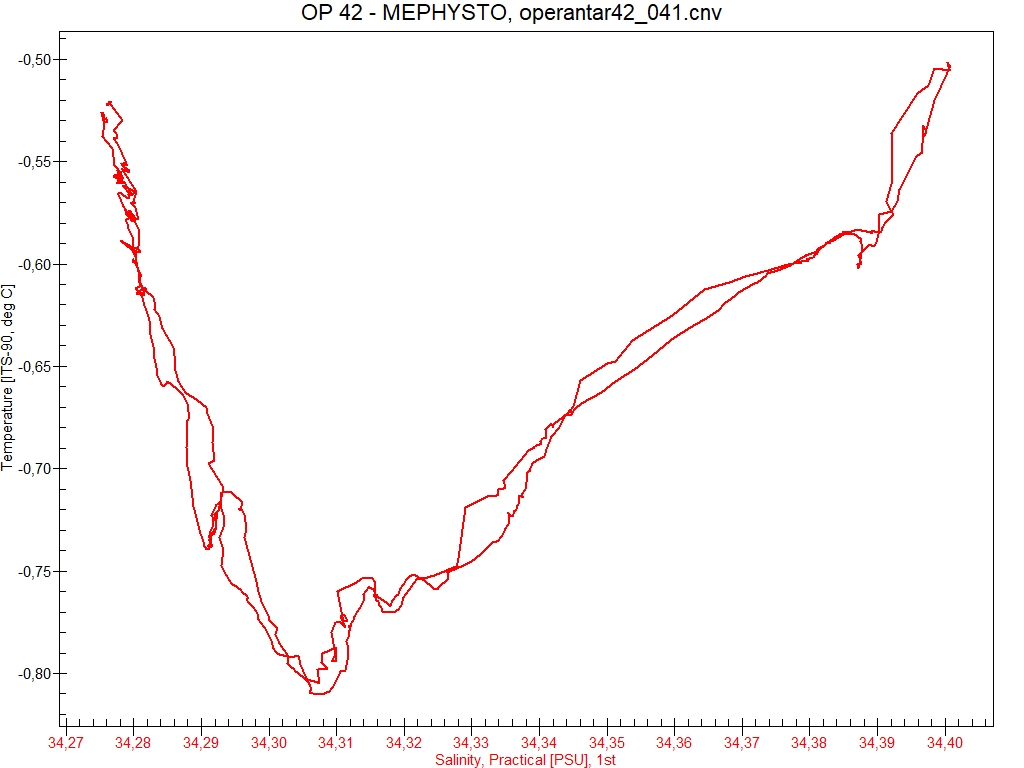 OP 42 - MEPHYSTO, operantar42_041.cnv
-0,50
-0,55
-0,60
-0,65
-0,70
-0,75
-0,80
Temperature [ITS-90, deg C]
34,27 34,28 34,29 34,30 34,31 34,32 34,33 34,34 34,35 34,36 34,37 34,38 34,39 34,40
Salinity, Practical [PSU], 1st